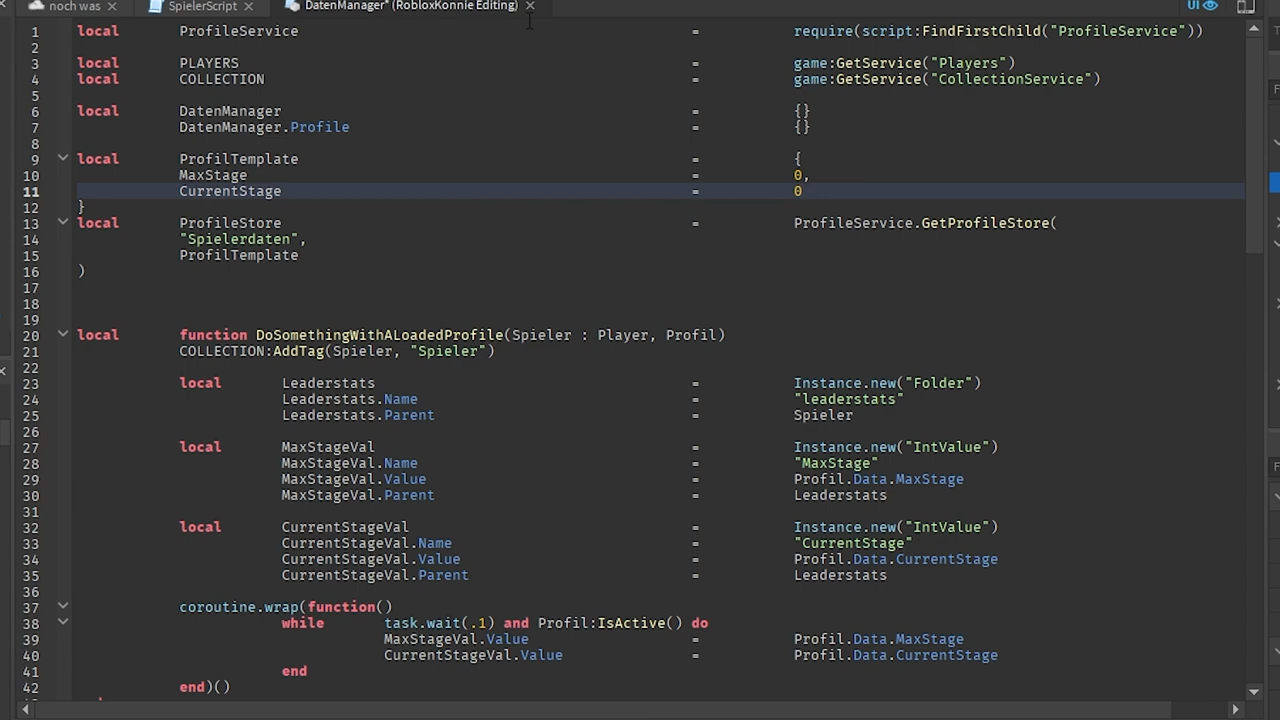 noch was × SpielerScript × DatenManager* (RobloxKonnie Editing) × UI
1 local ProfileService = require(script:FindFirstChild("ProfileService"))
2
3 local PLAYERS = game:GetService("Players")
4 COLLECTION = game:GetService("CollectionService")
5
6 local DatenManager = {}
7 DatenManager.Profile = {}
8
9 local ProfilTemplate = {
10 MaxStage = 0,
11 CurrentStage = 0
12 }
13 local ProfileStore = ProfileService.GetProfileStore(
14 "Spielerdaten",
15 ProfilTemplate
16 )
17
18
19
20 local function DoSomethingWithALoadedProfile(Spieler : Player, Profil)
21 COLLECTION:AddTag(Spieler, "Spieler")
22
23 local Leaderstats = Instance.new("Folder")
24 Leaderstats.Name = "leaderstats"
25 Leaderstats.Parent = Spieler
26
27 local MaxStageVal = Instance.new("IntValue")
28 MaxStageVal.Name = "MaxStage"
29 MaxStageVal.Value = Profil.Data.MaxStage
30 MaxStageVal.Parent = Leaderstats
31
32 local CurrentStageVal = Instance.new("IntValue")
33 CurrentStageVal.Name = "CurrentStage"
34 CurrentStageVal.Value = Profil.Data.CurrentStage
35 CurrentStageVal.Parent = Leaderstats
36
37 coroutine.wrap(function()
38 while task.wait(.1) and Profil:IsActive() do
39 MaxStageVal.Value = Profil.Data.MaxStage
40 CurrentStageVal.Value = Profil.Data.CurrentStage
41 end
42 end)()